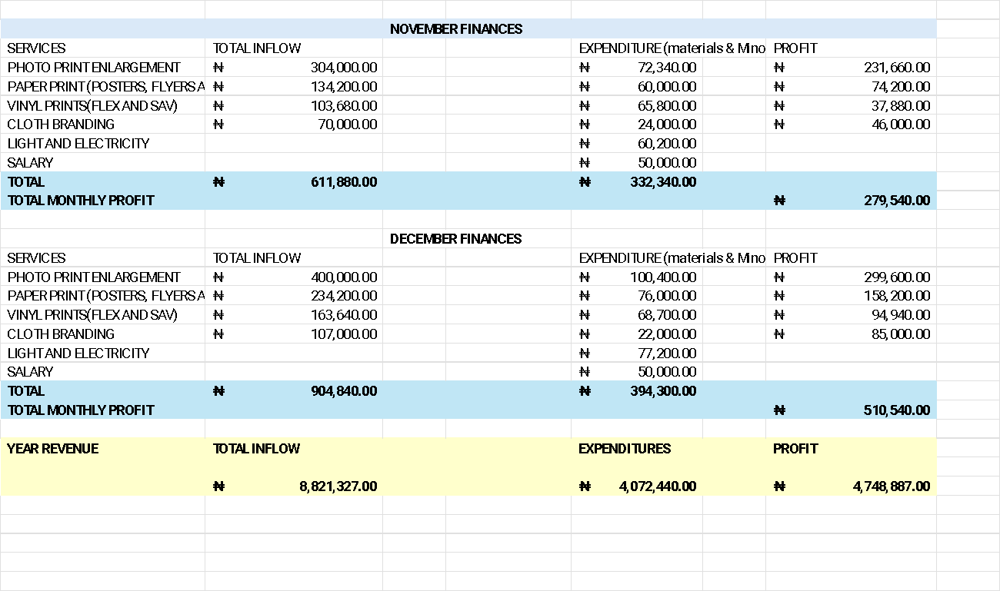 NOVEMBER FINANCES
SERVICES TOTAL INFLOW EXPENDITURE (materials & Mino PROFIT
PHOTO PRINT ENLARGEMENT ₦ 304,000.00 ₦ 72,340.00 ₦ 231,660.00
PAPER PRINT (POSTERS, FLYERS A ₦ 134,200.00 ₦ 60,000.00 ₦ 74,200.00
VINYL PRINTS(FLEX AND SAV) ₦ 103,680.00 ₦ 65,800.00 ₦ 37,880.00
CLOTH BRANDING ₦ 70,000.00 ₦ 24,000.00 ₦ 46,000.00
LIGHT AND ELECTRICITY ₦ 60,200.00
SALARY ₦ 50,000.00
TOTAL ₦ 611,880.00 ₦ 332,340.00
TOTAL MONTHLY PROFIT ₦ 279,540.00
DECEMBER FINANCES
SERVICES TOTAL INFLOW EXPENDITURE (materials & Mino PROFIT
PHOTO PRINT ENLARGEMENT ₦ 400,000.00 ₦ 100,400.00 ₦ 299,600.00
PAPER PRINT (POSTERS, FLYERS A ₦ 234,200.00 ₦ 76,000.00 ₦ 158,200.00
VINYL PRINTS(FLEX AND SAV) ₦ 163,640.00 ₦ 68,700.00 ₦ 94,940.00
CLOTH BRANDING ₦ 107,000.00 ₦ 22,000.00 ₦ 85,000.00
LIGHT AND ELECTRICITY ₦ 77,200.00
SALARY ₦ 50,000.00
TOTAL ₦ 904,840.00 ₦ 394,300.00
TOTAL MONTHLY PROFIT ₦ 510,540.00
YEAR REVENUE TOTAL INFLOW EXPENDITURES PROFIT
₦ 8,821,327.00 ₦ 4,072,440.00 ₦ 4,748,887.00